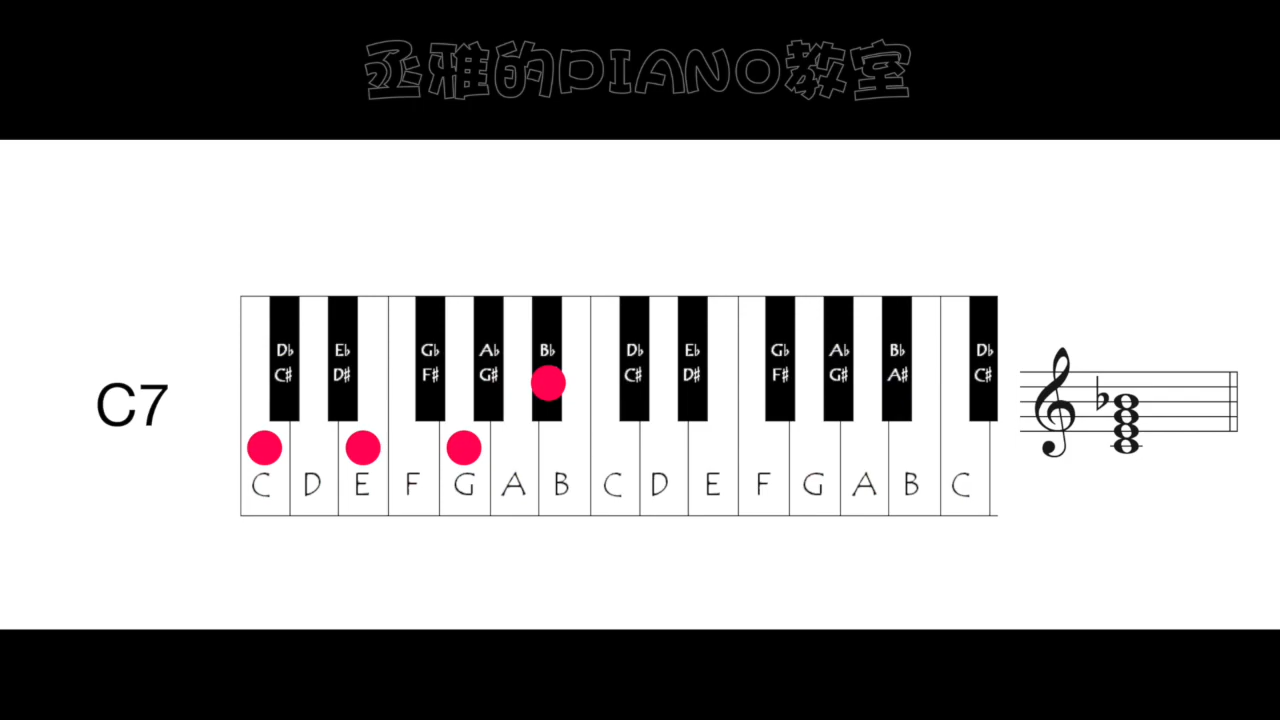 丞雅的PIANO教室
C7
D♭ E♭ G♭ A♭ B♭ D♭ E♭ G♭ A♭ B♭ D♭
C# D# F# G# C# D# F# G# A# C#
C D E F G A B C D E F G A B C